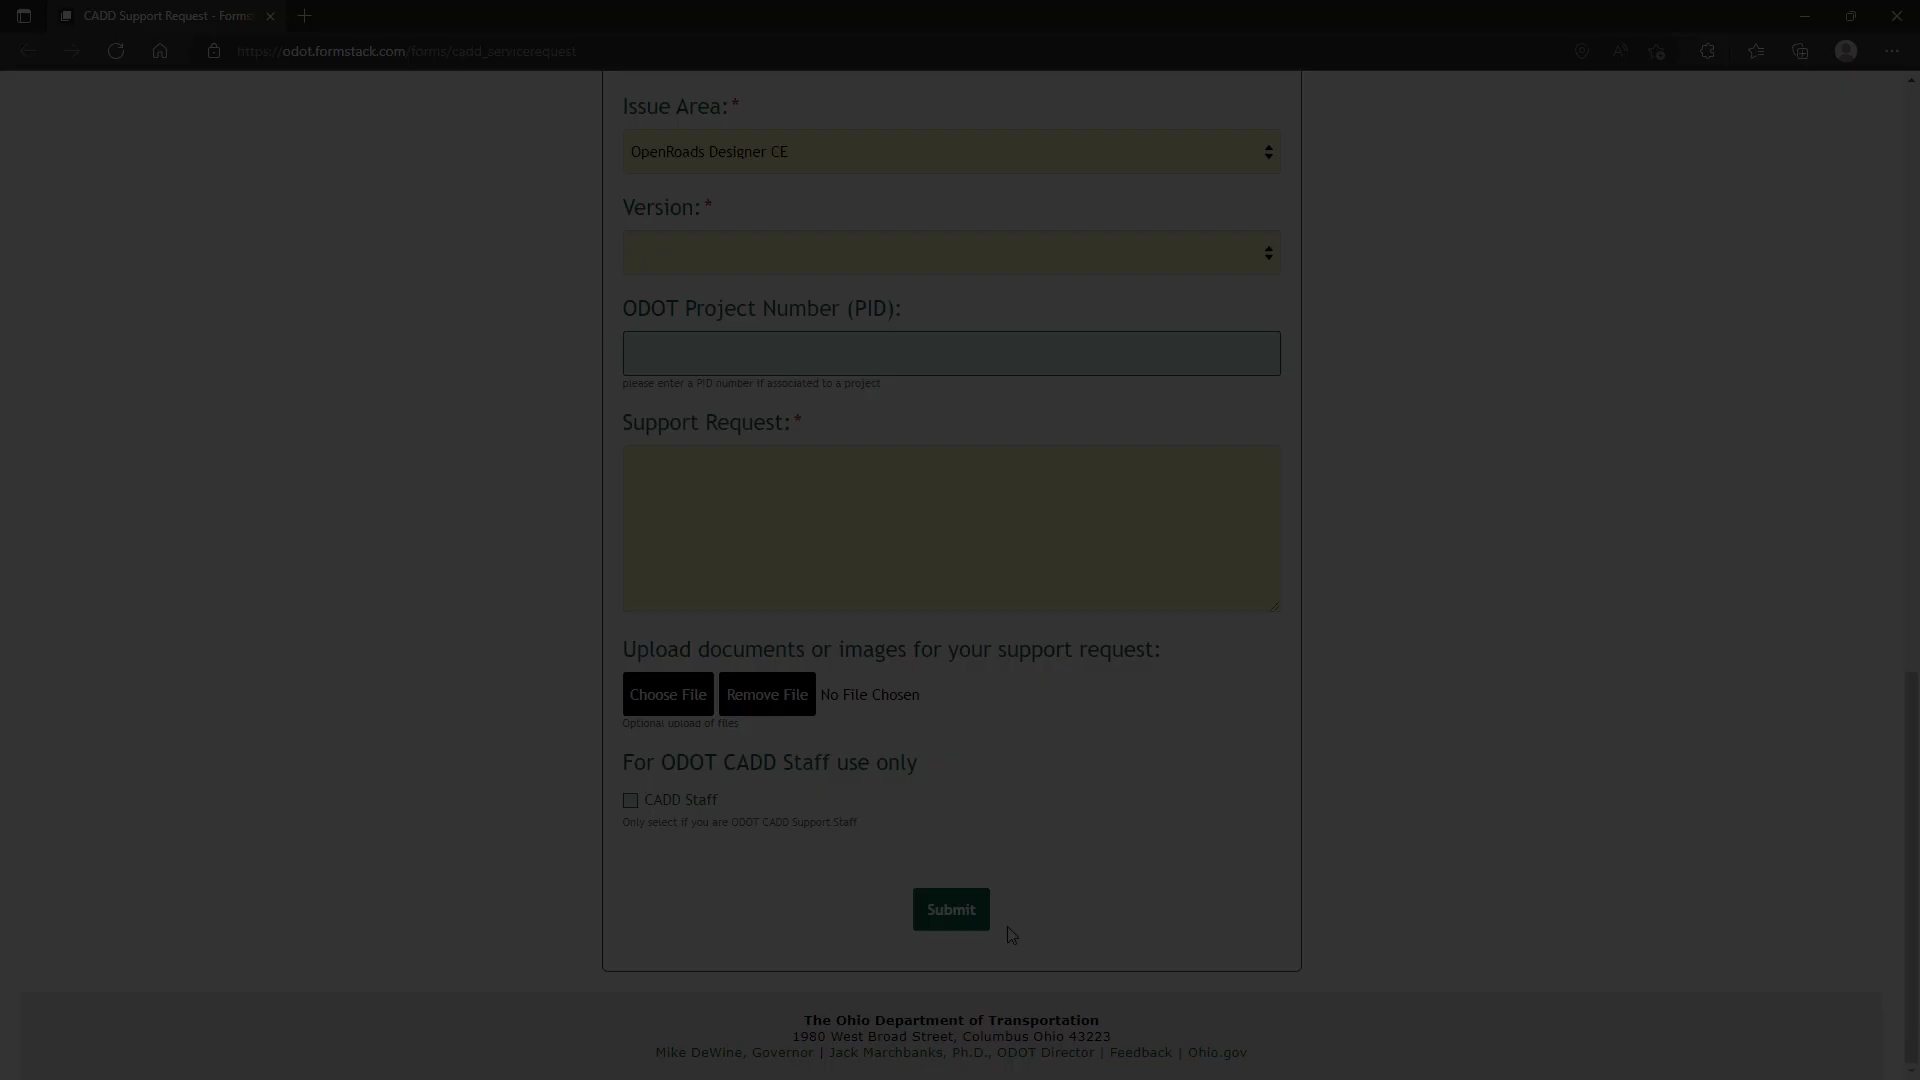 CADD Support Request - Forms
https://odot.formstack.com/forms/cadd_servicerequest
Issue Area:*
OpenRoads Designer CE
Version:*
ODOT Project Number (PID):
please enter a PID number if associated to a project
Support Request:*
Upload documents or images for your support request:
Choose File Remove File No File Chosen
Optional upload of files
For ODOT CADD Staff use only
CADD Staff
Only select if you are ODOT CADD Support Staff
Submit
The Ohio Department of Transportation
1980 West Broad Street, Columbus Ohio 43223
Mike DeWine, Governor | Jack Marchbanks, Ph.D., ODOT Director | Feedback | Ohio.gov